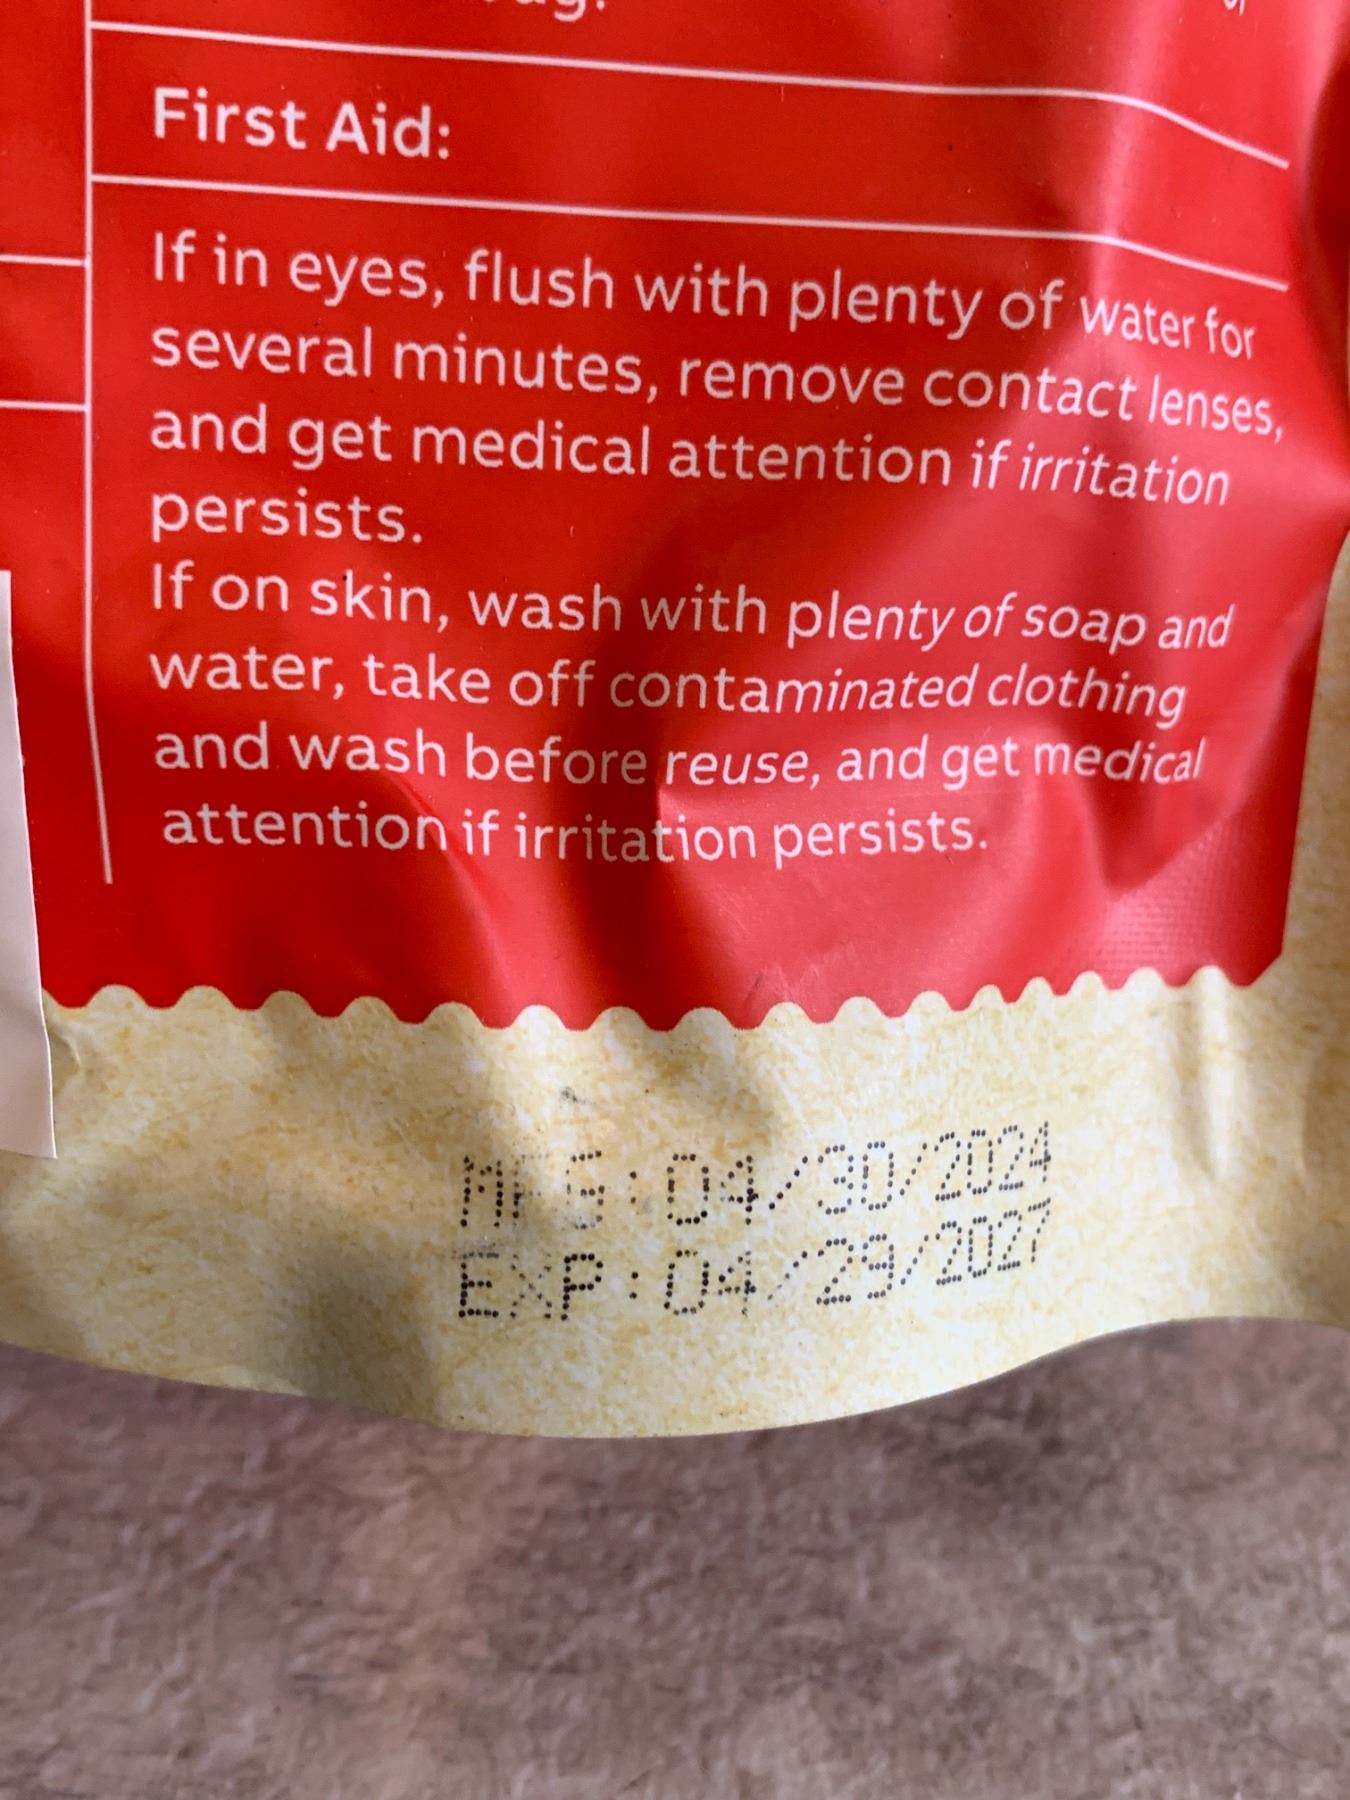 First Aid:
If in eyes, flush with plenty of water for
several minutes, remove contact lenses,
and get medical attention if irritation
persists.
If on skin, wash with plenty of soap and
water, take off contaminated clothing
and wash before reuse, and get medical
attention if irritation persists.
MFG:04/30/2024
EXP:04/29/2027